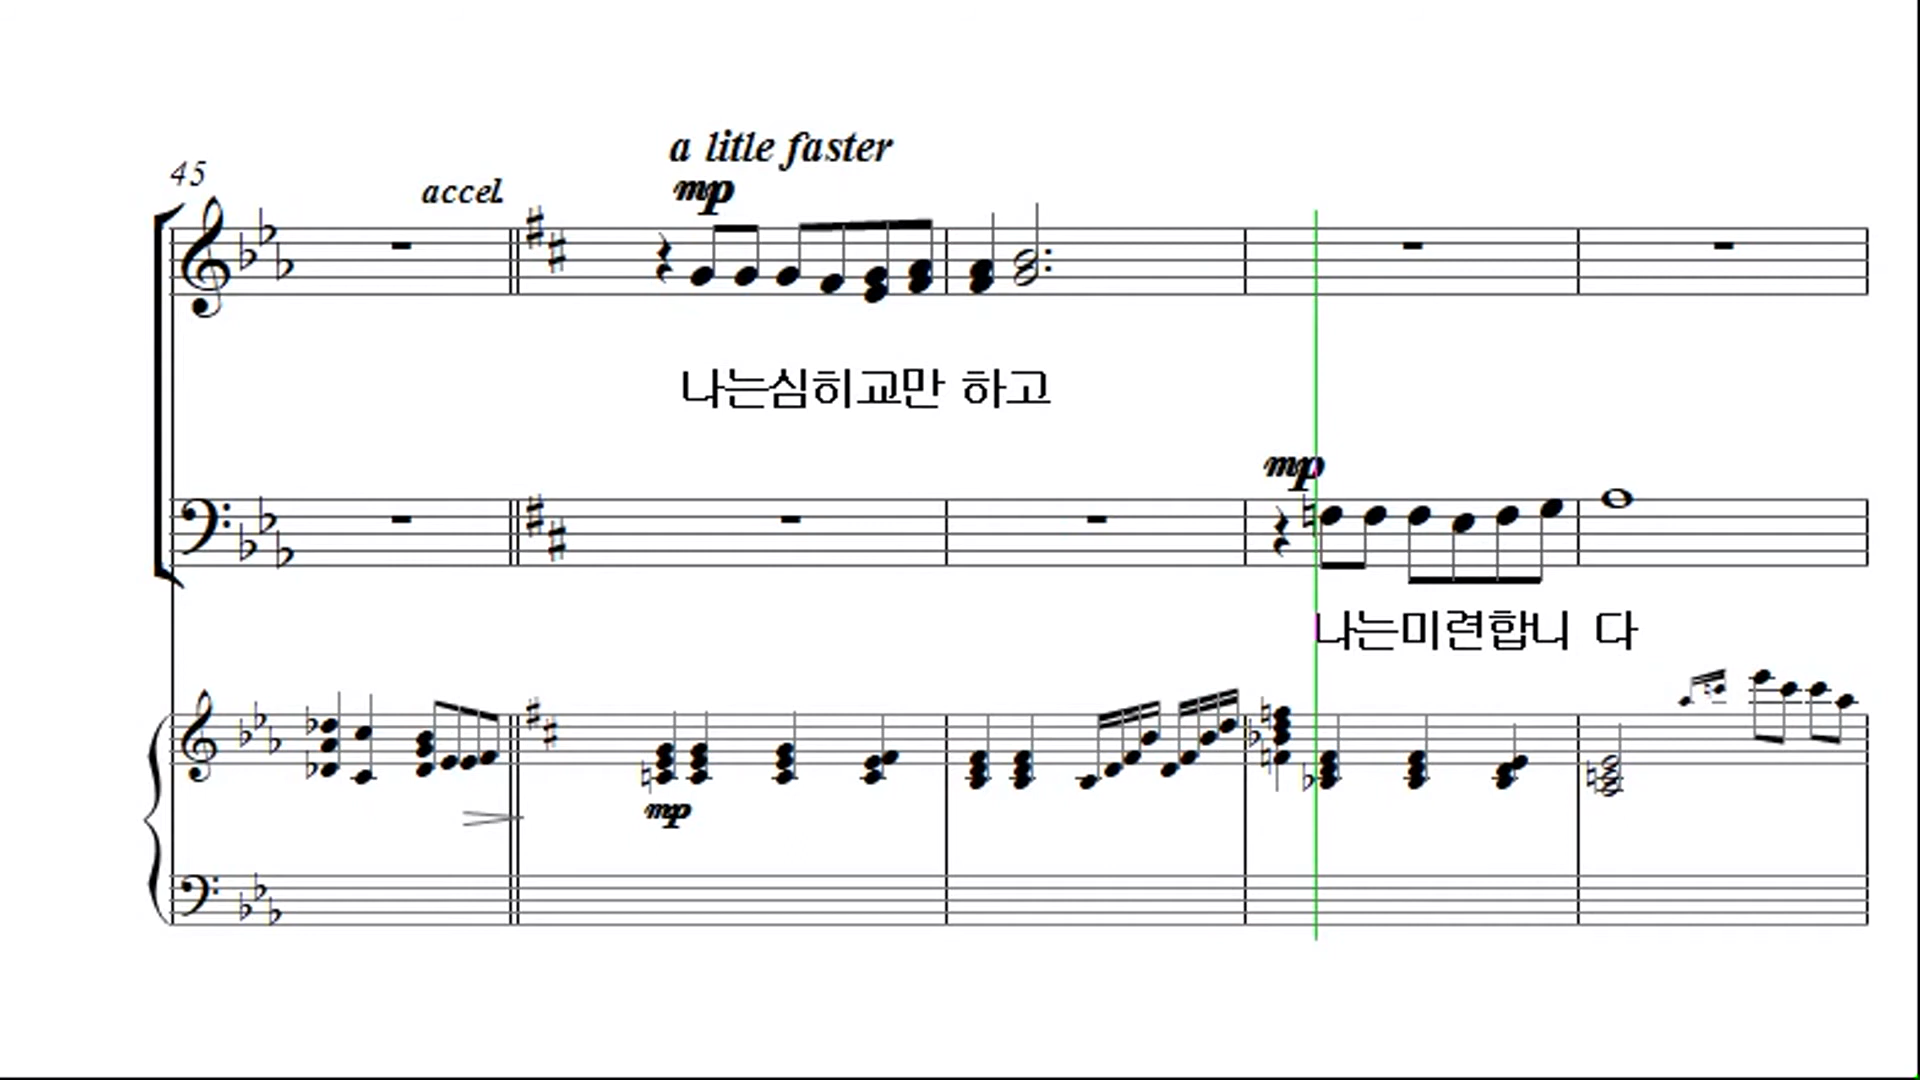 45
accel.
a litle faster
mp
나는심히교만 하고
mp
나는미련합니 다
mp